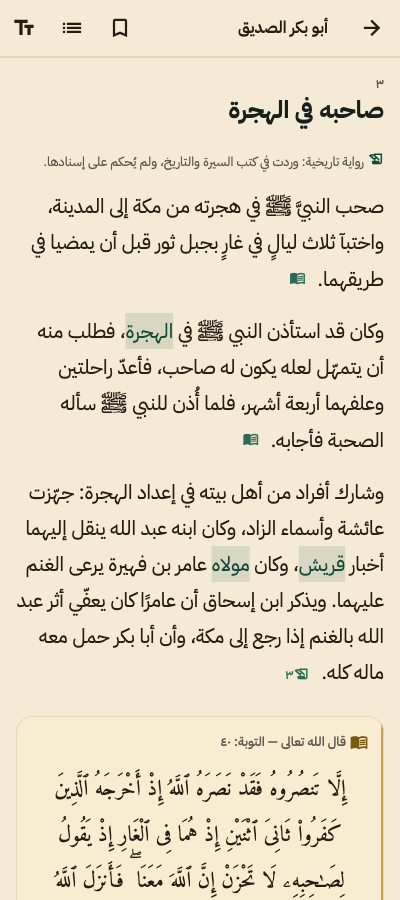 أبو بكر الصديق
٣
صاحبه في الهجرة
رواية تاريخية: وردت في كتب السيرة والتاريخ، ولم يُحكم على إسنادها.
صحب النبيَّ ﷺ في هجرته من مكة إلى المدينة،
واختبآ ثلاث ليالٍ في غارٍ بجبل ثور قبل أن يمضيا في
طريقهما.
وكان قد استأذن النبي ﷺ في الهجرة، فطلب منه
أن يتمهّل لعله يكون له صاحب، فأعدّ راحلتين
وعلفهما أربعة أشهر، فلما أُذن للنبي ﷺ سأله
الصحبة فأجابه.
وشارك أفراد من أهل بيته في إعداد الهجرة: جهّزت
عائشة وأسماء الزاد، وكان ابنه عبد الله ينقل إليهما
أخبار قريش، وكان مولاه عامر بن فهيرة يرعى الغنم
عليهما. ويذكر ابن إسحاق أن عامرًا كان يعفّي أثر عبد
الله بالغنم إذا رجع إلى مكة، وأن أبا بكر حمل معه
ماله كله. ٣
قال الله تعالى — التوبة: ٤٠
إِلَّا تَنصُرُوهُ فَقَدْ نَصَرَهُ ٱللَّهُ إِذْ أَخْرَجَهُ ٱلَّذِينَ
كَفَرُوا۟ ثَانِىَ ٱثْنَيْنِ إِذْ هُمَا فِى ٱلْغَارِ إِذْ يَقُولُ
لِصَـٰحِبِهِۦ لَا تَحْزَنْ إِنَّ ٱللَّهَ مَعَنَا ۖ فَأَنزَلَ ٱللَّهُ